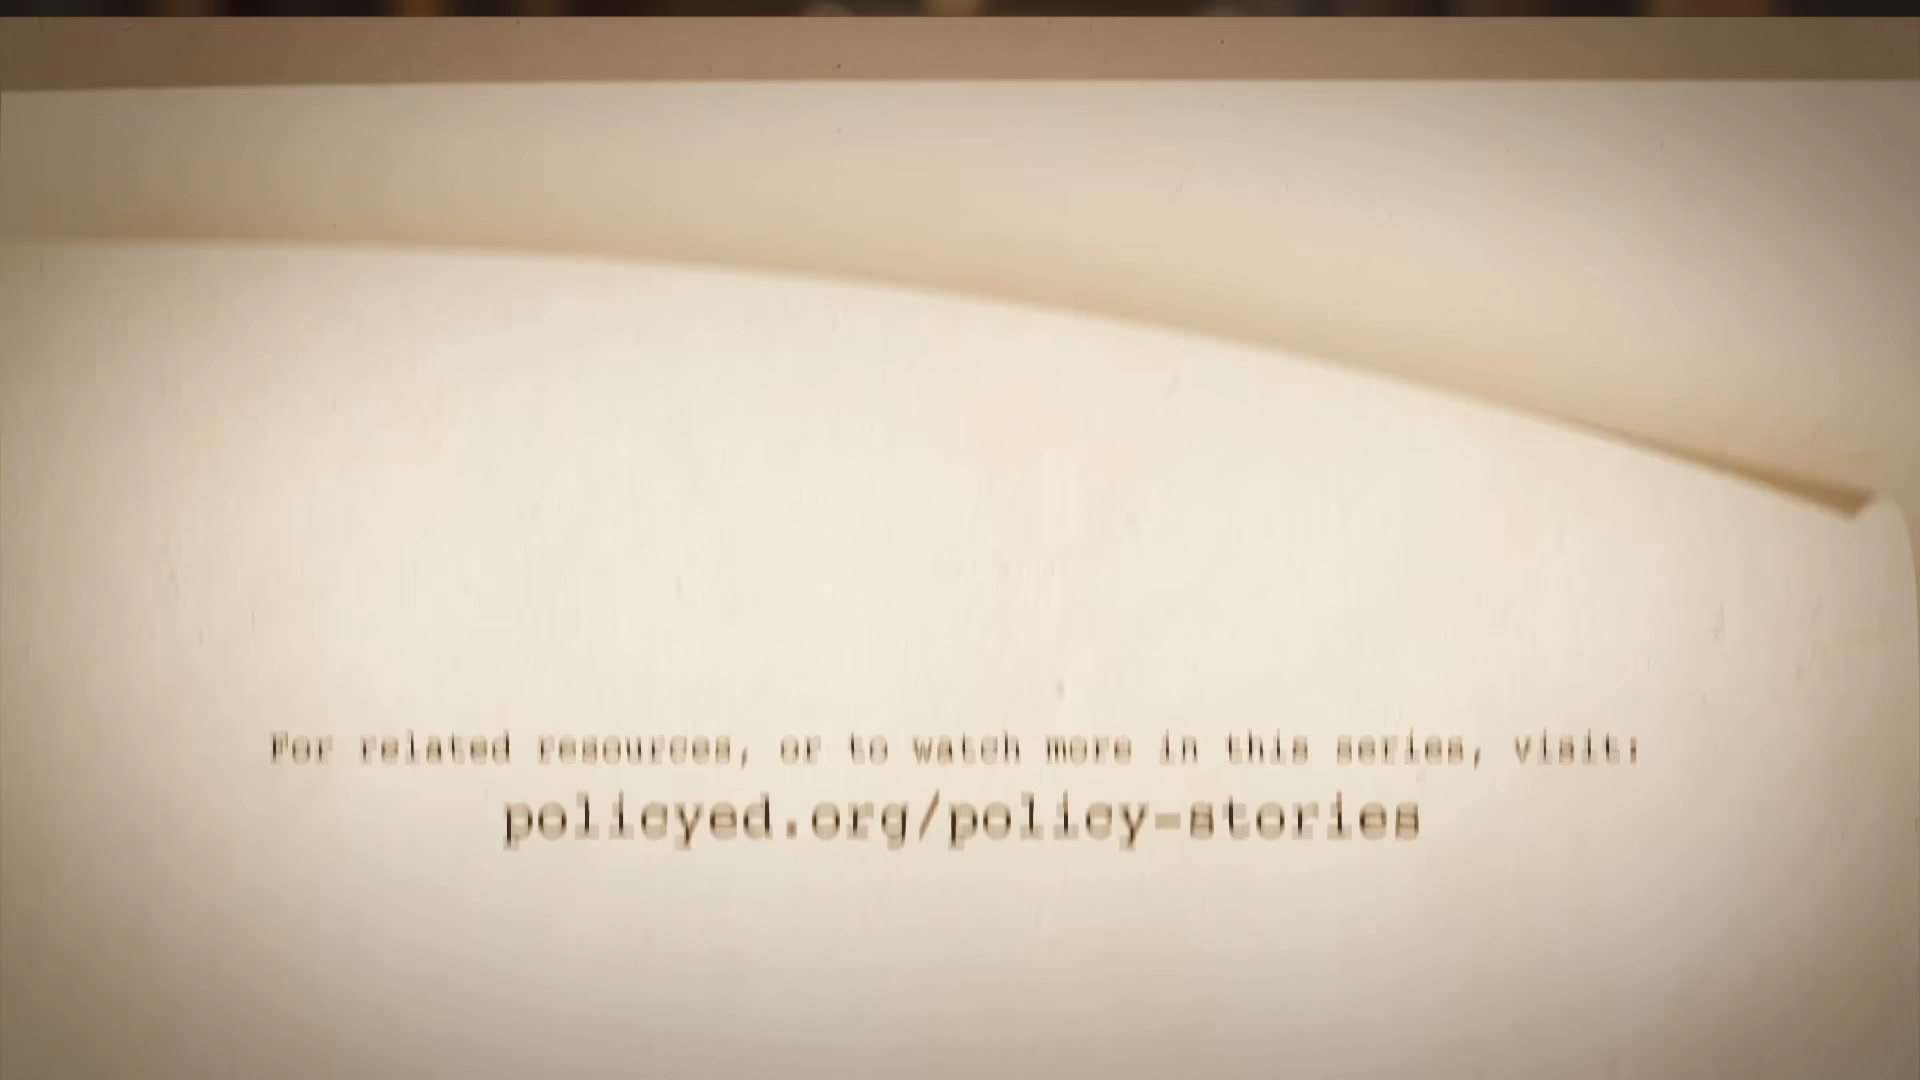 For related resources, or to watch more in this series, visit:
policyed.org/policy-stories